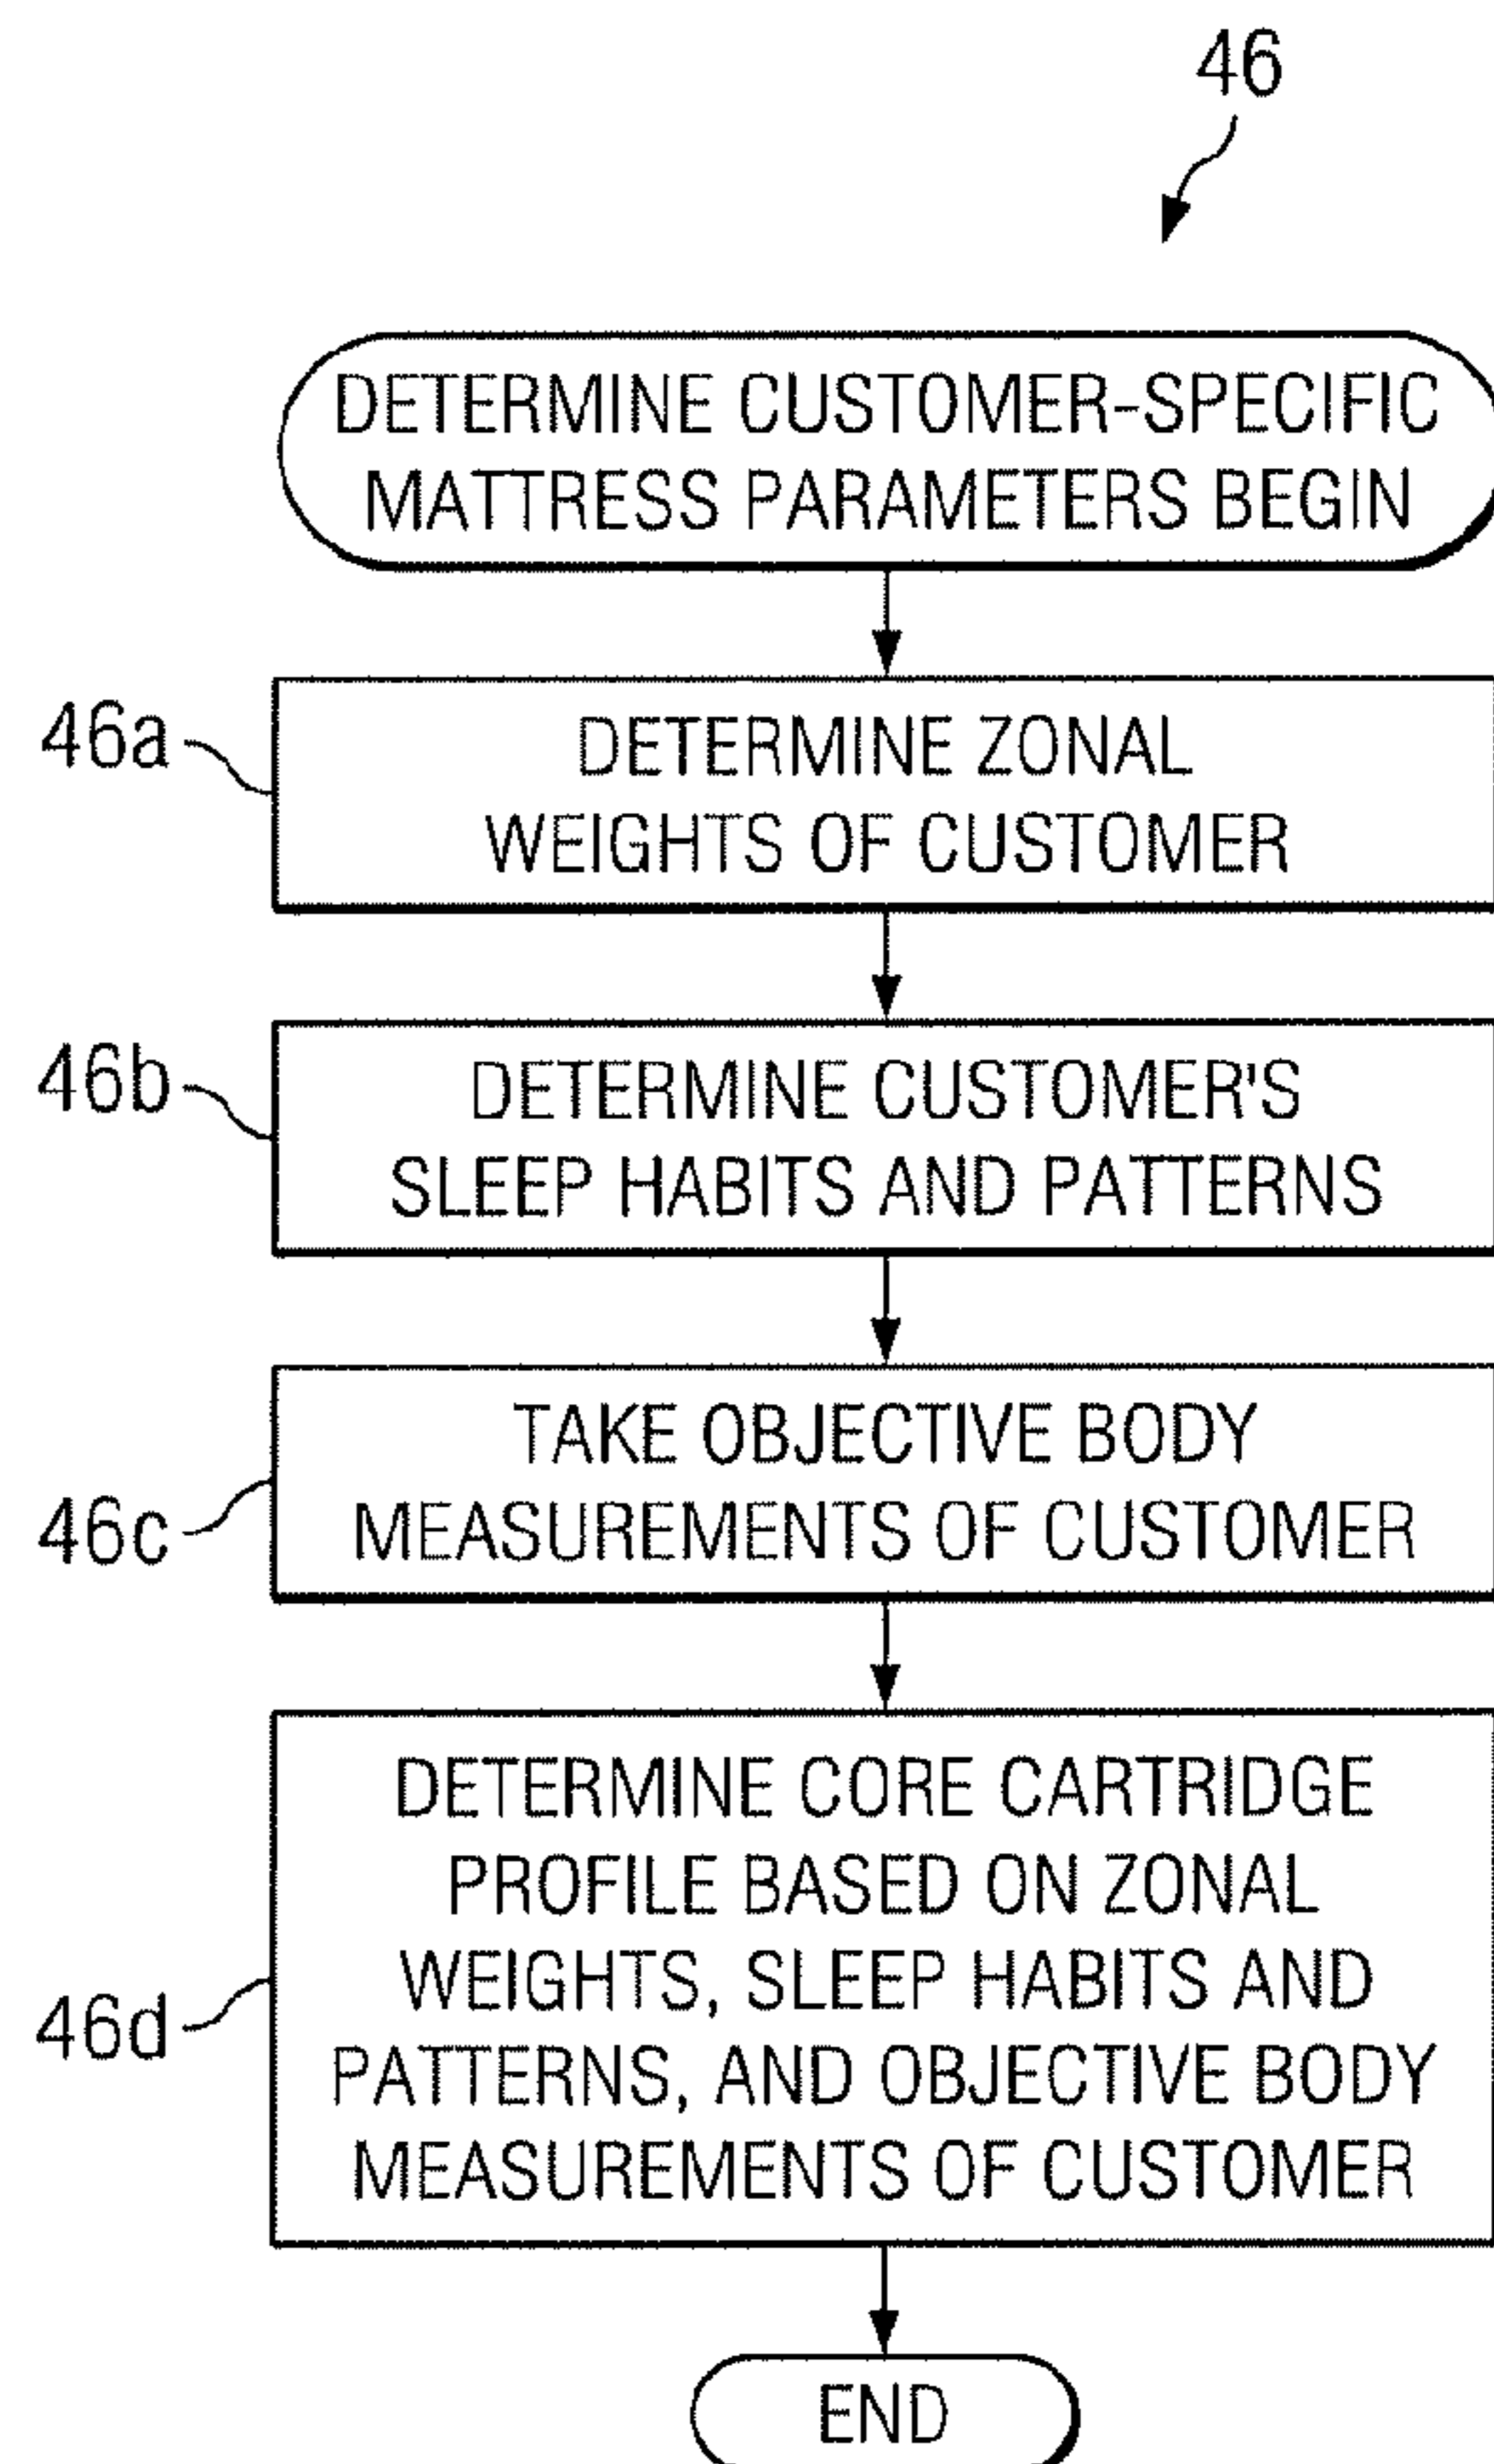 46
DETERMINE CUSTOMER-SPECIFIC
MATTRESS PARAMETERS BEGIN
46a
DETERMINE ZONAL
WEIGHTS OF CUSTOMER
46b
DETERMINE CUSTOMER'S
SLEEP HABITS AND PATTERNS
46c
TAKE OBJECTIVE BODY
MEASUREMENTS OF CUSTOMER
46d
DETERMINE CORE CARTRIDGE
PROFILE BASED ON ZONAL
WEIGHTS, SLEEP HABITS AND
PATTERNS, AND OBJECTIVE BODY
MEASUREMENTS OF CUSTOMER
END